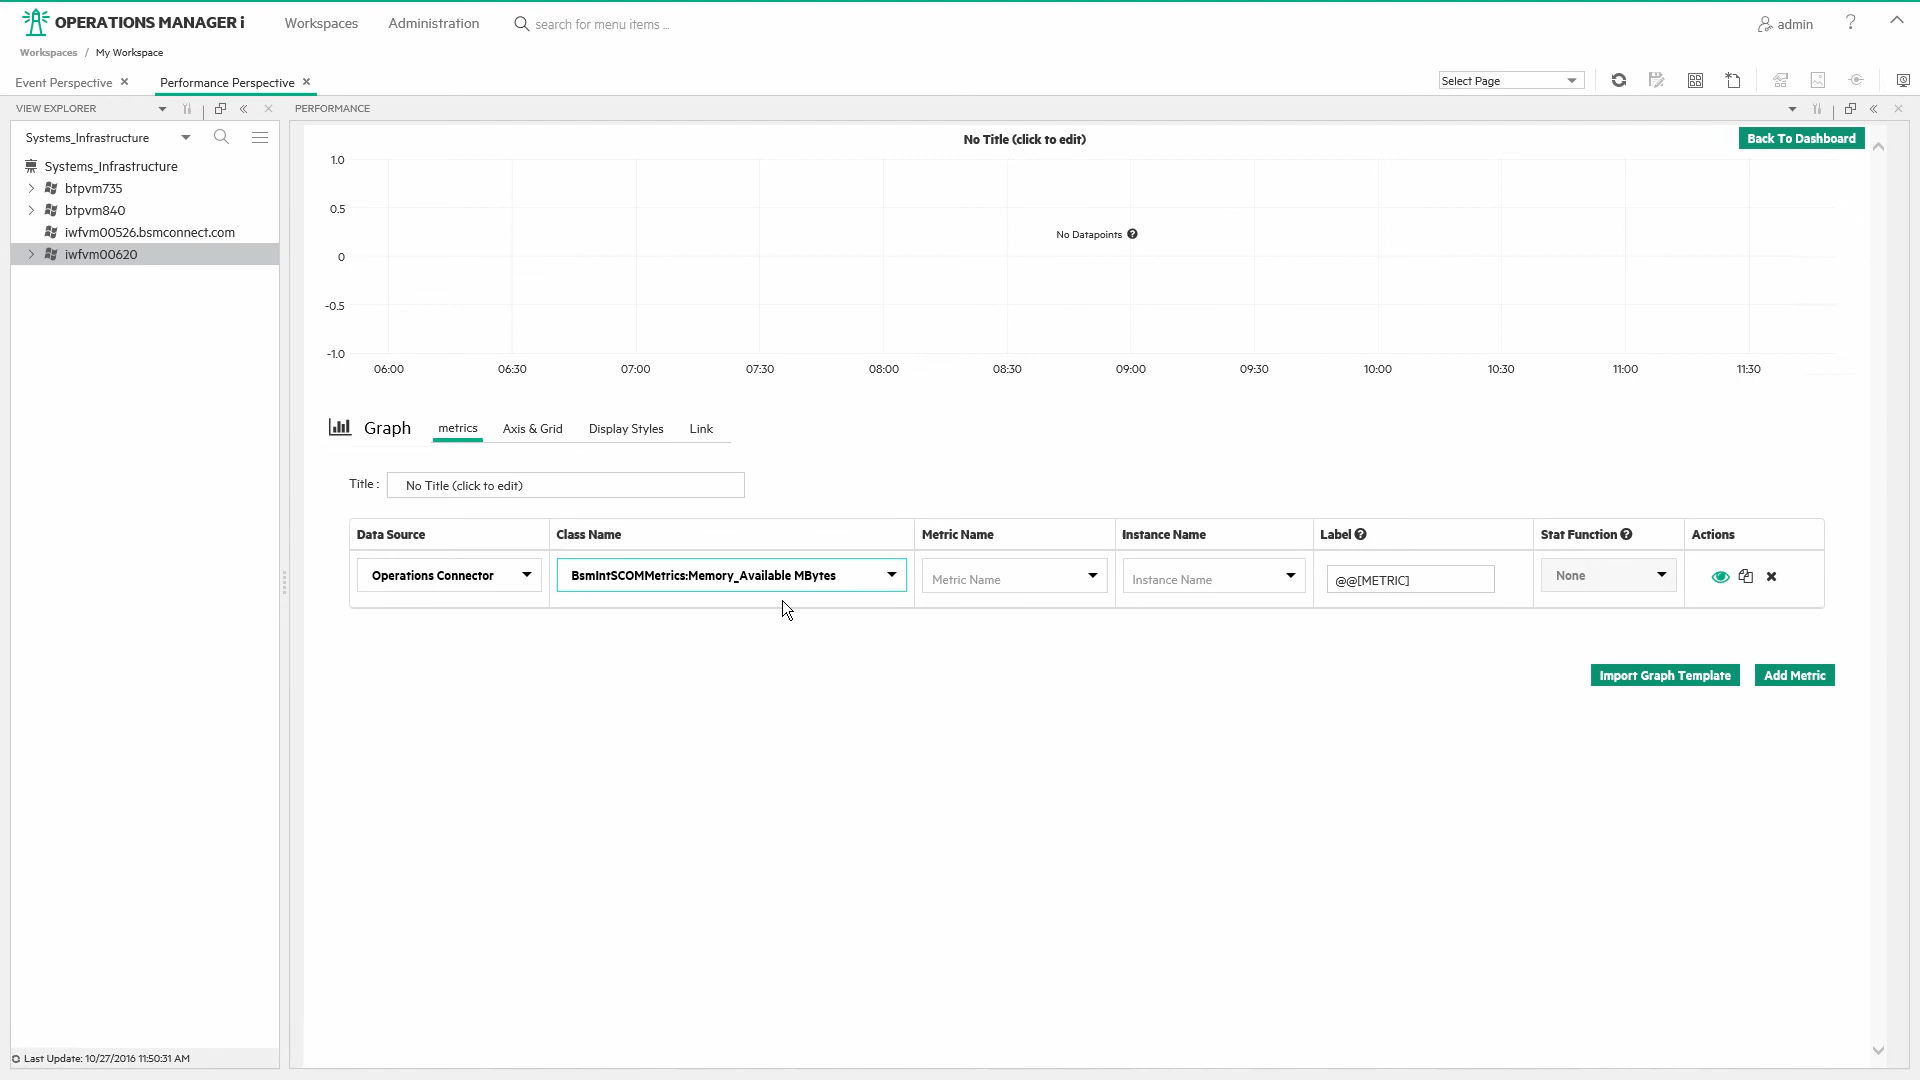 OPERATIONS MANAGER i
Workspaces
Administration
search for menu items ...
admin
?
Workspaces / My Workspace
Event Perspective
Performance Perspective
Select Page
VIEW EXPLORER
PERFORMANCE
Systems_Infrastructure
Systems_Infrastructure
btpvm735
btpvm840
iwfvm00526.bsmconnect.com
iwfvm00620
No Title (click to edit)
Back To Dashboard
1.0
0.5
0
-0.5
-1.0
No Datapoints ?
06:00 06:30 07:00 07:30 08:00 08:30 09:00 09:30 10:00 10:30 11:00 11:30
Graph
metrics
Axis & Grid
Display Styles
Link
Title : No Title (click to edit)
Data Source Class Name Metric Name Instance Name Label ? Stat Function ? Actions
Operations Connector BsmIntSCOMMetrics:Memory_Available MBytes Metric Name Instance Name @@[METRIC] None
Import Graph Template
Add Metric
Last Update: 10/27/2016 11:50:31 AM